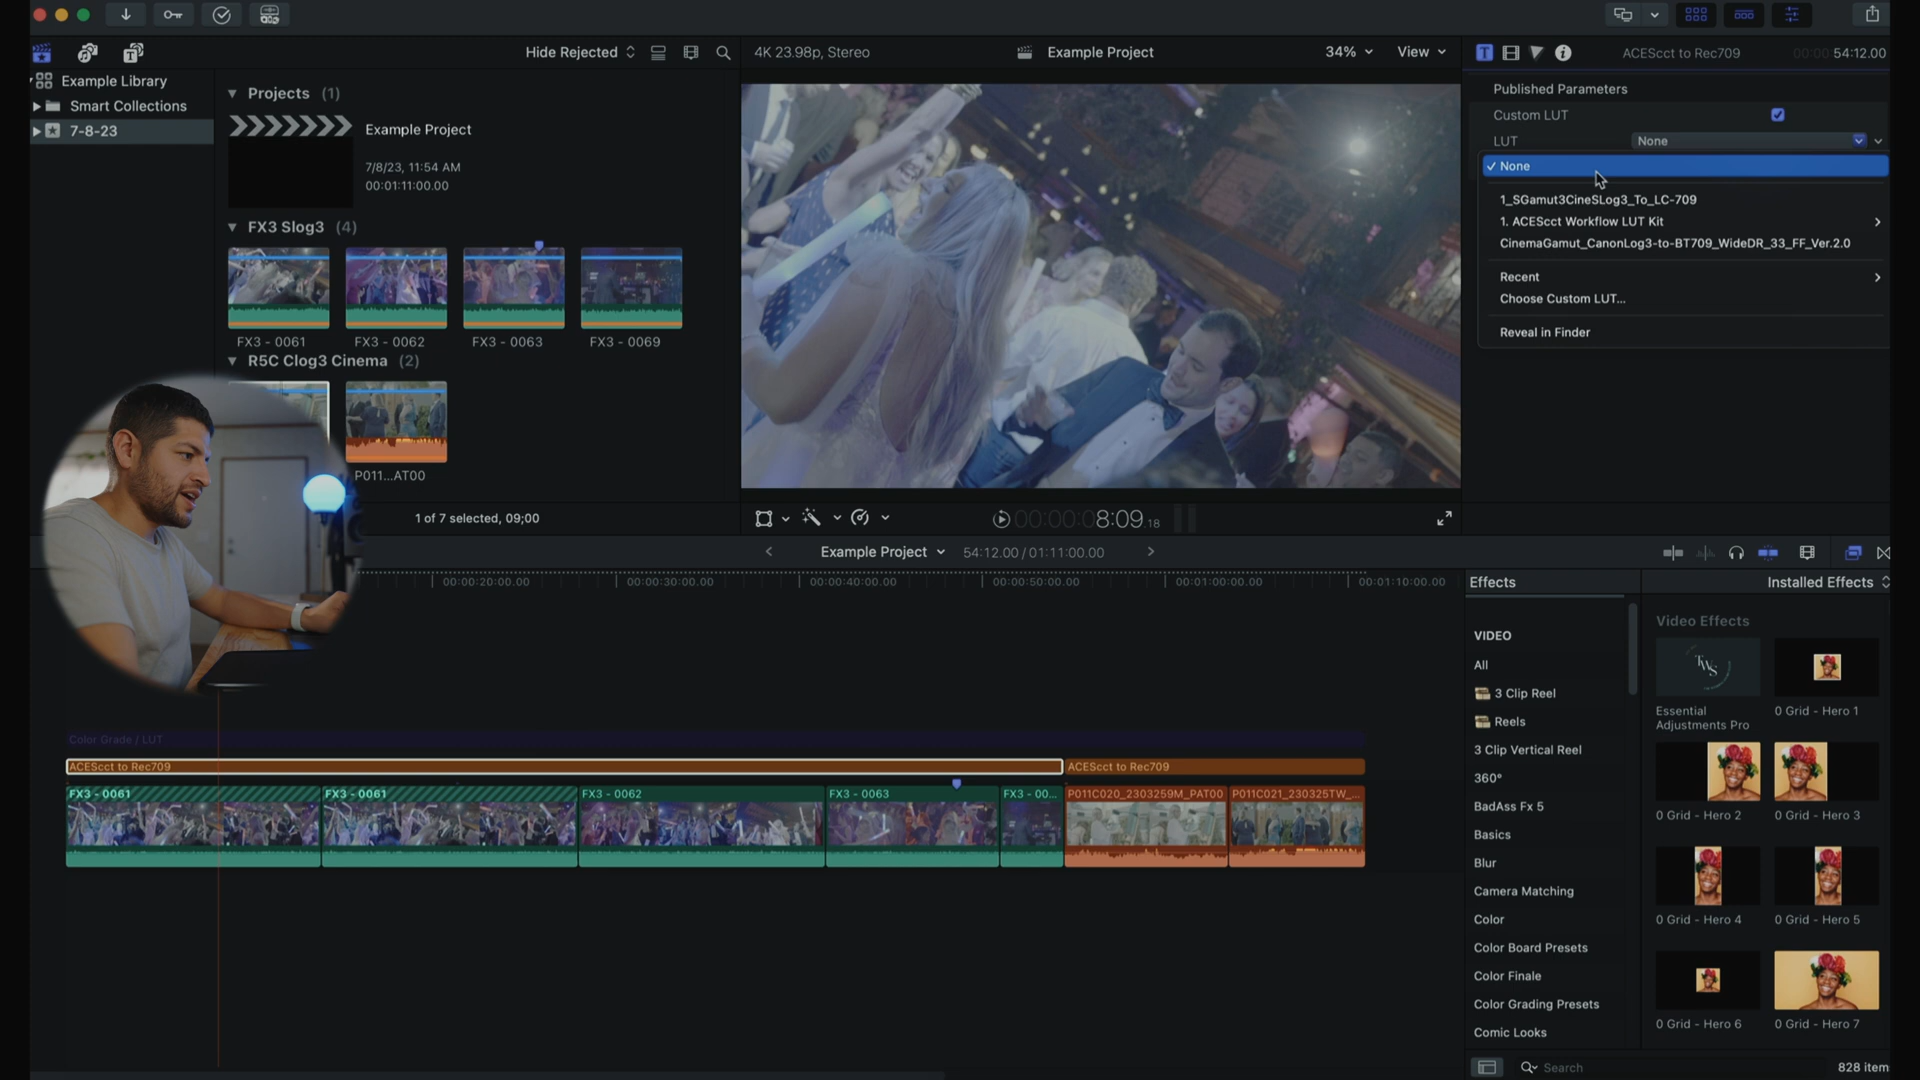 Hide Rejected
4K 23.98p, Stereo
Example Project
34%
View
ACEScct to Rec709
00:00:54:12.00
Example Library
Smart Collections
7-8-23
Projects (1)
Example Project
7/8/23, 11:54 AM
00:01:11:00.00
FX3 Slog3 (4)
FX3 - 0061
FX3 - 0062
FX3 - 0063
FX3 - 0069
R5C Clog3 Cinema (2)
P011...AT00
1 of 7 selected, 09;00
Published Parameters
Custom LUT
LUT
None
None
1_SGamut3CineSLog3_To_LC-709
1. ACEScct Workflow LUT Kit
CinemaGamut_CanonLog3-to-BT709_WideDR_33_FF_Ver.2.0
Recent
Choose Custom LUT...
Reveal in Finder
00:00:08:09.18
Example Project
54:12.00 / 01:11:00.00
00:00:20:00.00
00:00:30:00.00
00:00:40:00.00
00:00:50:00.00
00:01:00:00.00
00:01:10:00.00
Color Grade / LUT
ACEScct to Rec709
ACEScct to Rec709
FX3 - 0061
FX3 - 0061
FX3 - 0062
FX3 - 0063
FX3 - 00...
P011C020_2303259M_PAT00
P011C021_230325TW_...
Effects
Installed Effects
VIDEO
All
3 Clip Reel
Reels
3 Clip Vertical Reel
360°
BadAss Fx 5
Basics
Blur
Camera Matching
Color
Color Board Presets
Color Finale
Color Grading Presets
Comic Looks
Video Effects
TWS
Essential
Adjustments Pro
0 Grid - Hero 1
0 Grid - Hero 2
0 Grid - Hero 3
0 Grid - Hero 4
0 Grid - Hero 5
0 Grid - Hero 6
0 Grid - Hero 7
Search
828 item